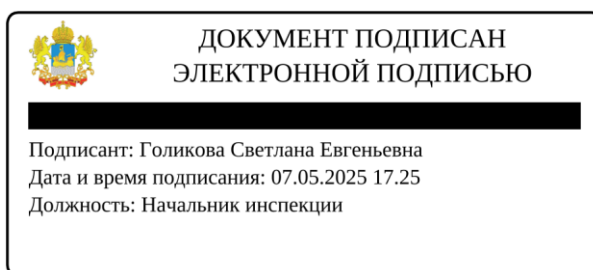 ДОКУМЕНТ ПОДПИСАН
ЭЛЕКТРОННОЙ ПОДПИСЬЮ
Подписант: Голикова Светлана Евгеньевна
Дата и время подписания: 07.05.2025 17.25
Должность: Начальник инспекции